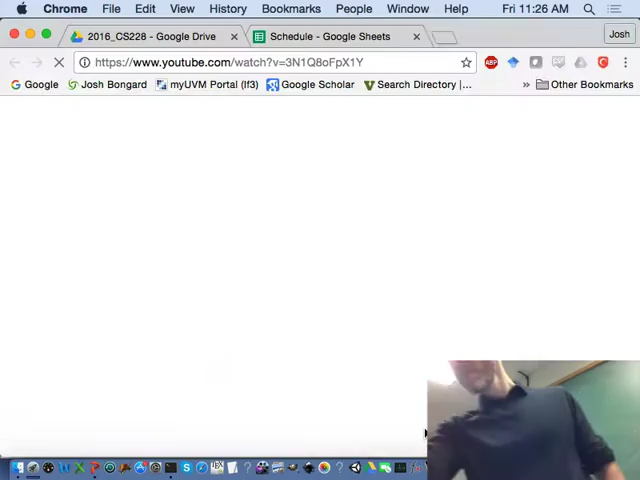 Chrome File Edit View History Bookmarks People Window Help Fri 11:26 AM
2016_CS228 - Google Drive Schedule - Google Sheets Josh
https://www.youtube.com/watch?v=3N1Q8oFpX1Y ABP
Google Josh Bongard myUVM Portal (lf3) Google Scholar Search Directory |... » Other Bookmarks